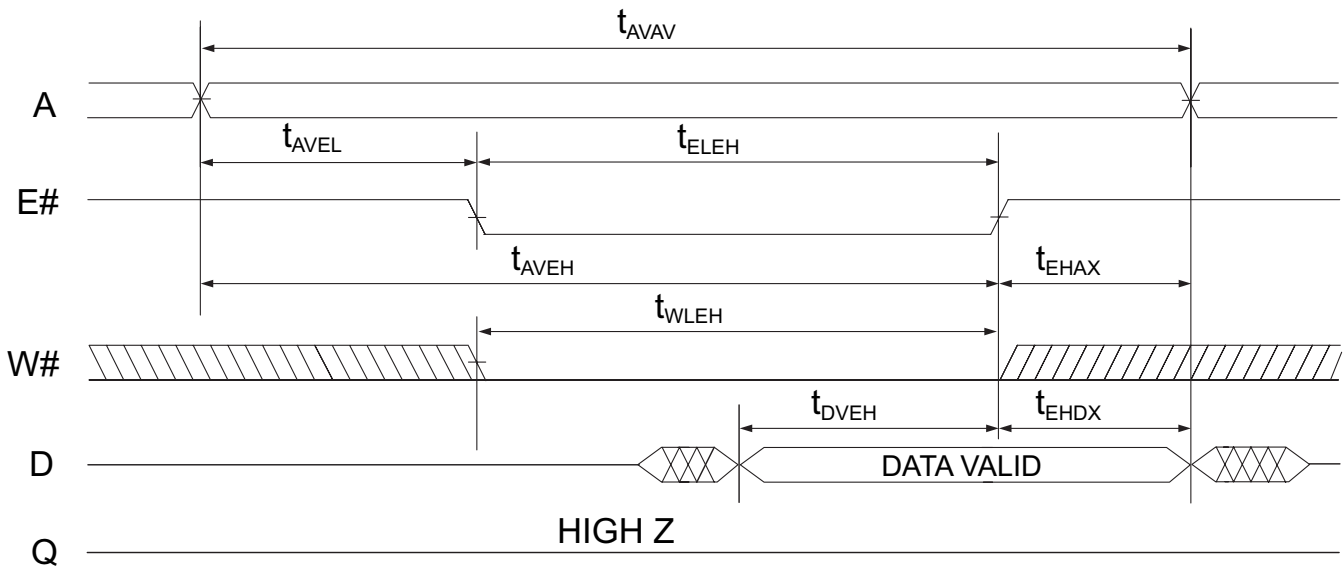 tAVAV
A
tAVEL tELEH
E#
tAVEH tEHAX
tWLEH
W#
tDVEH tEHDX
D DATA VALID
HIGH Z
Q